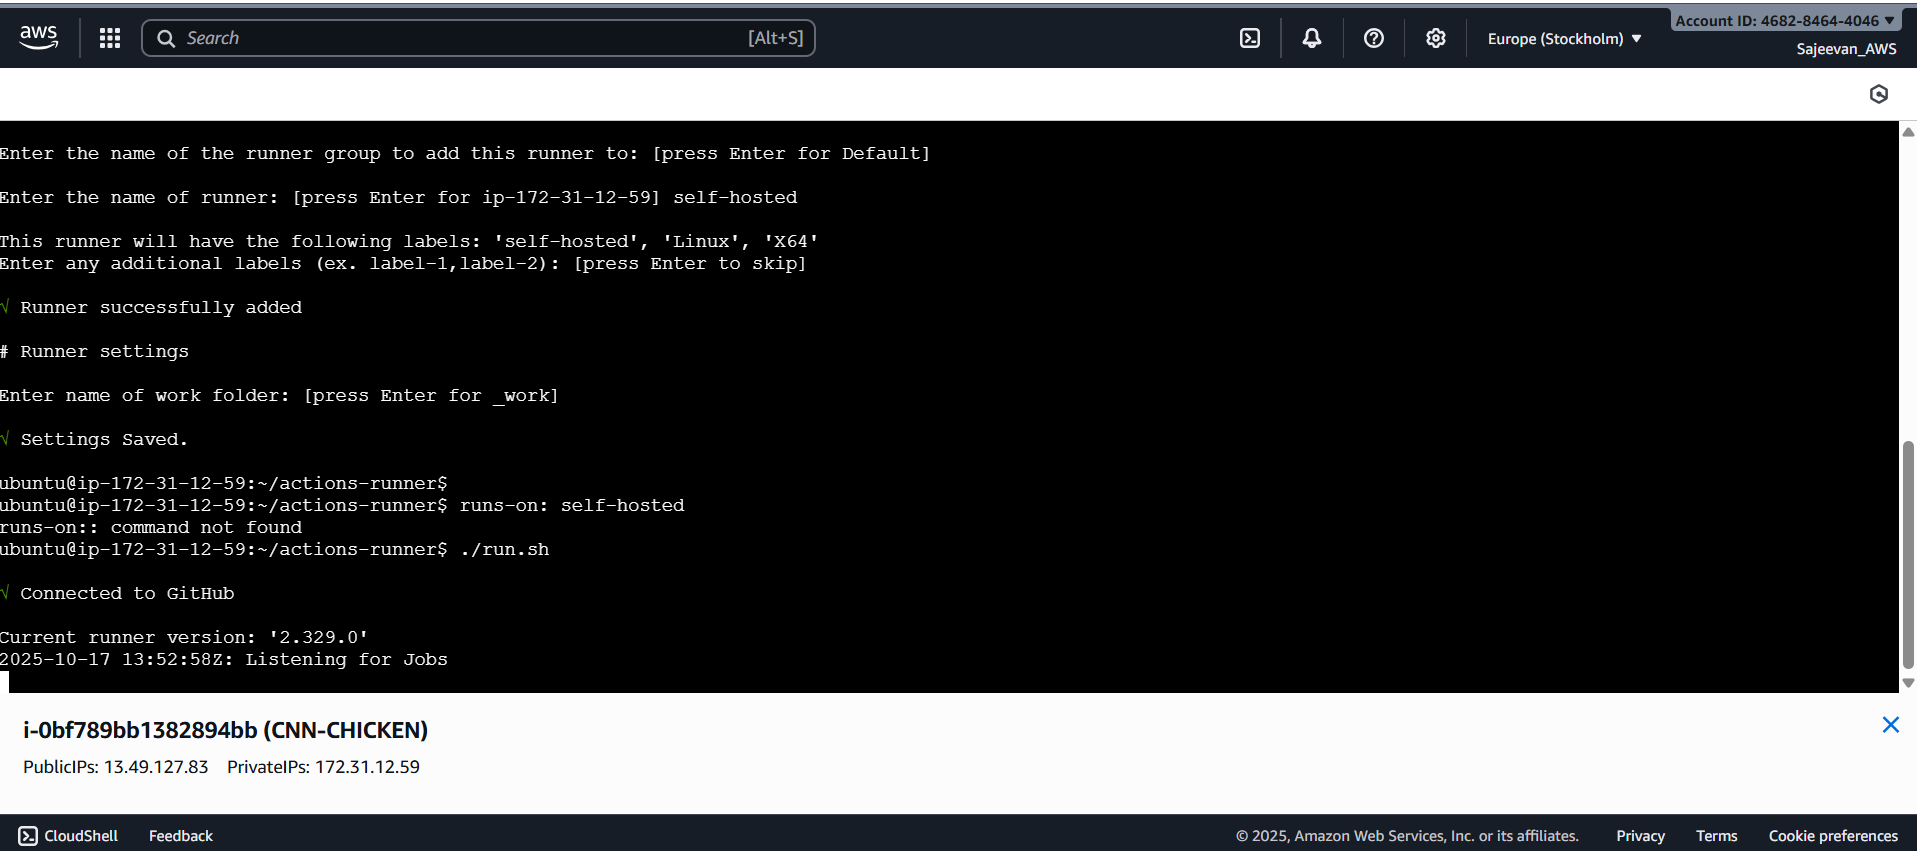 aws
Search [Alt+S]
Europe (Stockholm)
Account ID: 4682-8464-4046
Sajeevan_AWS
Enter the name of the runner group to add this runner to: [press Enter for Default]
Enter the name of runner: [press Enter for ip-172-31-12-59] self-hosted
This runner will have the following labels: 'self-hosted', 'Linux', 'X64'
Enter any additional labels (ex. label-1,label-2): [press Enter to skip]
√ Runner successfully added
# Runner settings
Enter name of work folder: [press Enter for _work]
√ Settings Saved.
ubuntu@ip-172-31-12-59:~/actions-runner$
ubuntu@ip-172-31-12-59:~/actions-runner$ runs-on: self-hosted
runs-on:: command not found
ubuntu@ip-172-31-12-59:~/actions-runner$ ./run.sh
√ Connected to GitHub
Current runner version: '2.329.0'
2025-10-17 13:52:58Z: Listening for Jobs
i-0bf789bb1382894bb (CNN-CHICKEN)
PublicIPs: 13.49.127.83 PrivateIPs: 172.31.12.59
CloudShell Feedback © 2025, Amazon Web Services, Inc. or its affiliates. Privacy Terms Cookie preferences